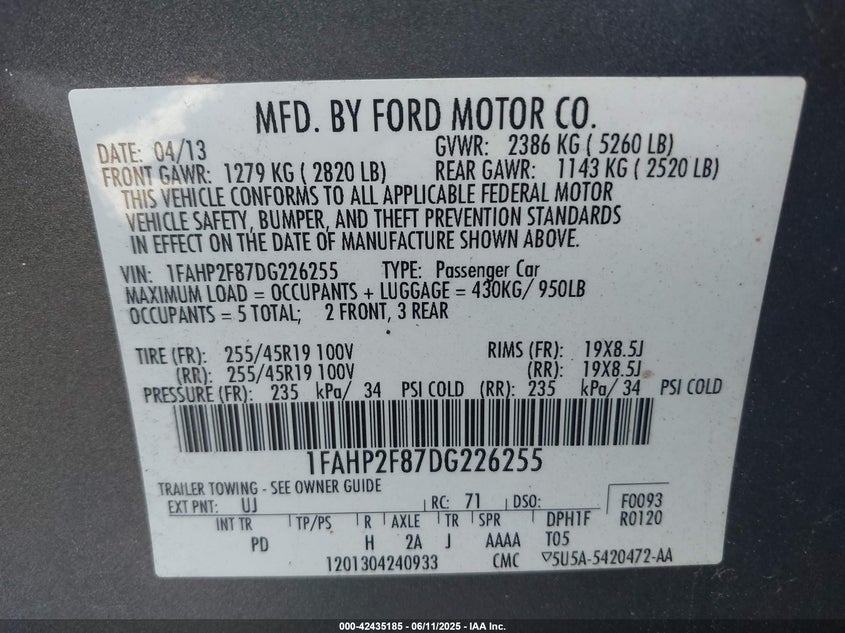 MFD. BY FORD MOTOR CO.
DATE: 04/13 GVWR: 2386 KG ( 5260 LB)
FRONT GAWR: 1279 KG ( 2820 LB) REAR GAWR: 1143 KG ( 2520 LB)
THIS VEHICLE CONFORMS TO ALL APPLICABLE FEDERAL MOTOR
VEHICLE SAFETY, BUMPER, AND THEFT PREVENTION STANDARDS
IN EFFECT ON THE DATE OF MANUFACTURE SHOWN ABOVE.
VIN: 1FAHP2F87DG226255 TYPE: Passenger Car
MAXIMUM LOAD = OCCUPANTS + LUGGAGE = 430KG/ 950LB
OCCUPANTS = 5 TOTAL; 2 FRONT, 3 REAR
TIRE (FR): 255/45R19 100V RIMS (FR): 19X8.5J
(RR): 255/45R19 100V (RR): 19X8.5J
PRESSURE (FR): 235 kPa/ 34 PSI COLD (RR): 235 kPa/ 34 PSI COLD
1FAHP2F87DG226255
TRAILER TOWING - SEE OWNER GUIDE
EXT PNT: UJ RC: 71 DSO: F0093
INT TR TP/PS R AXLE TR SPR DPH1F R0120
PD H 2A J AAAA T05
1201304240933 CMC ▽5U5A-5420472-AA
000-42435185 - 06/11/2025 - IAA Inc.